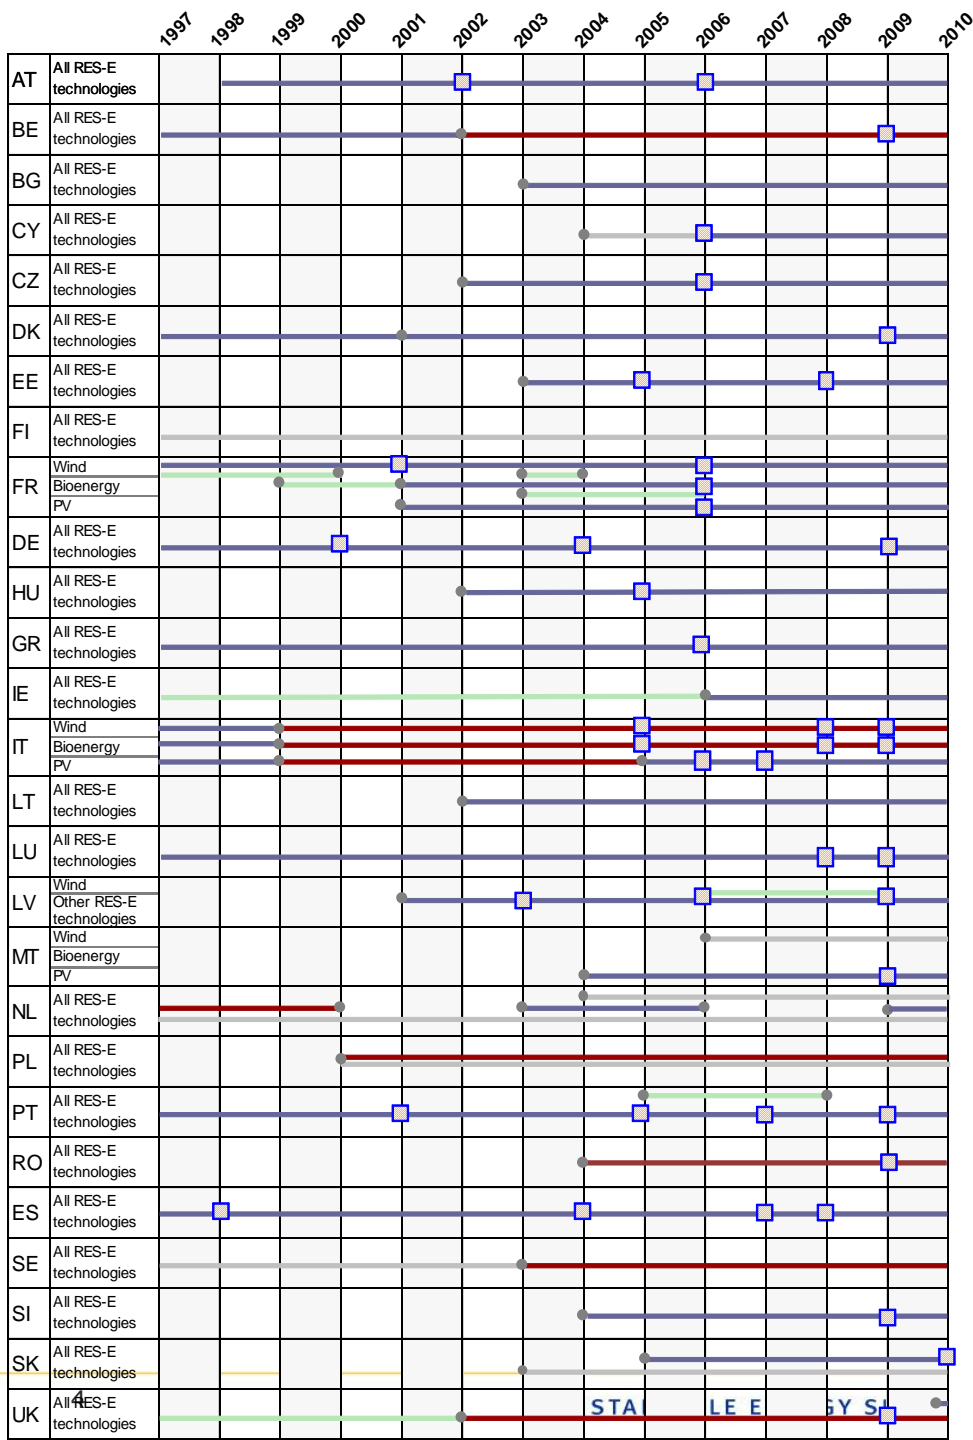 1997 1998 1999 2000 2001 2002 2003 2004 2005 2006 2007 2008 2009 2010
AT All RES-E
technologies
BE All RES-E
technologies
BG All RES-E
technologies
CY All RES-E
technologies
CZ All RES-E
technologies
DK All RES-E
technologies
EE All RES-E
technologies
FI All RES-E
technologies
Wind
FR Bioenergy
PV
DE All RES-E
technologies
HU All RES-E
technologies
GR All RES-E
technologies
IE All RES-E
technologies
Wind
IT Bioenergy
PV
LT All RES-E
technologies
LU All RES-E
technologies
Wind
LV Other RES-E
technologies
Wind
MT Bioenergy
PV
NL All RES-E
technologies
PL All RES-E
technologies
PT All RES-E
technologies
RO All RES-E
technologies
ES All RES-E
technologies
SE All RES-E
technologies
SI All RES-E
technologies
SK All RES-E
technologies
4
UK All RES-E
technologies